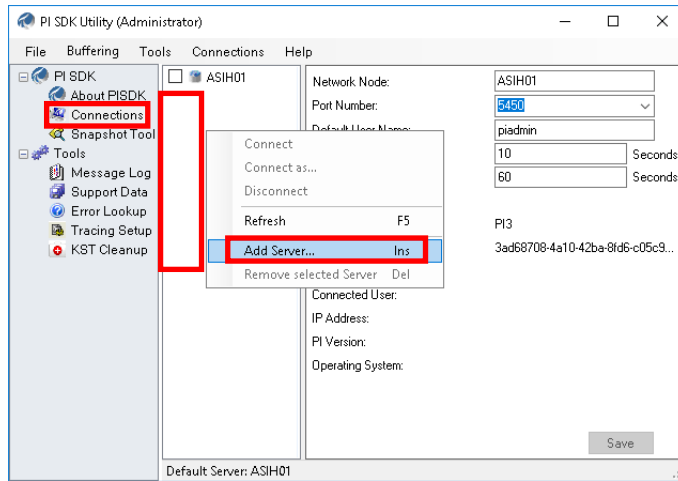 PI SDK Utility (Administrator)
File Buffering Tools Connections Help
PI SDK
About PISDK
Connections
Snapshot Tool
Tools
Message Log
Support Data
Error Lookup
Tracing Setup
KST Cleanup
ASIH01
Connect
Connect as...
Disconnect
Refresh F5
Add Server... Ins
Remove selected Server Del
Network Node: ASIH01
Port Number: 5450
Default User Name: piadmin
10 Seconds
60 Seconds
PI3
3ad68708-4a10-42ba-8fd6-c05c9...
Connected User:
IP Address:
PI Version:
Operating System:
Save
Default Server: ASIH01